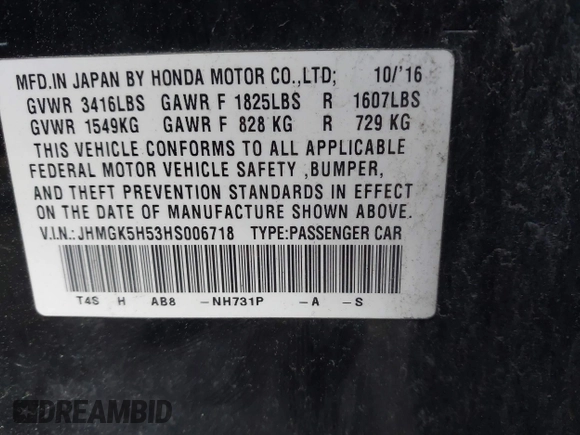 MFD.IN JAPAN BY HONDA MOTOR CO.,LTD; 10/'16
GVWR 3416LBS GAWR F 1825LBS R 1607LBS
GVWR 1549KG GAWR F 828 KG R 729 KG
THIS VEHICLE CONFORMS TO ALL APPLICABLE
FEDERAL MOTOR VEHICLE SAFETY ,BUMPER,
AND THEFT PREVENTION STANDARDS IN EFFECT
ON THE DATE OF MANUFACTURE SHOWN ABOVE.
V.I.N.:JHMGK5H53HS006718 TYPE:PASSENGER CAR
T4S H AB8 -NH731P -A -S
DREAMBID